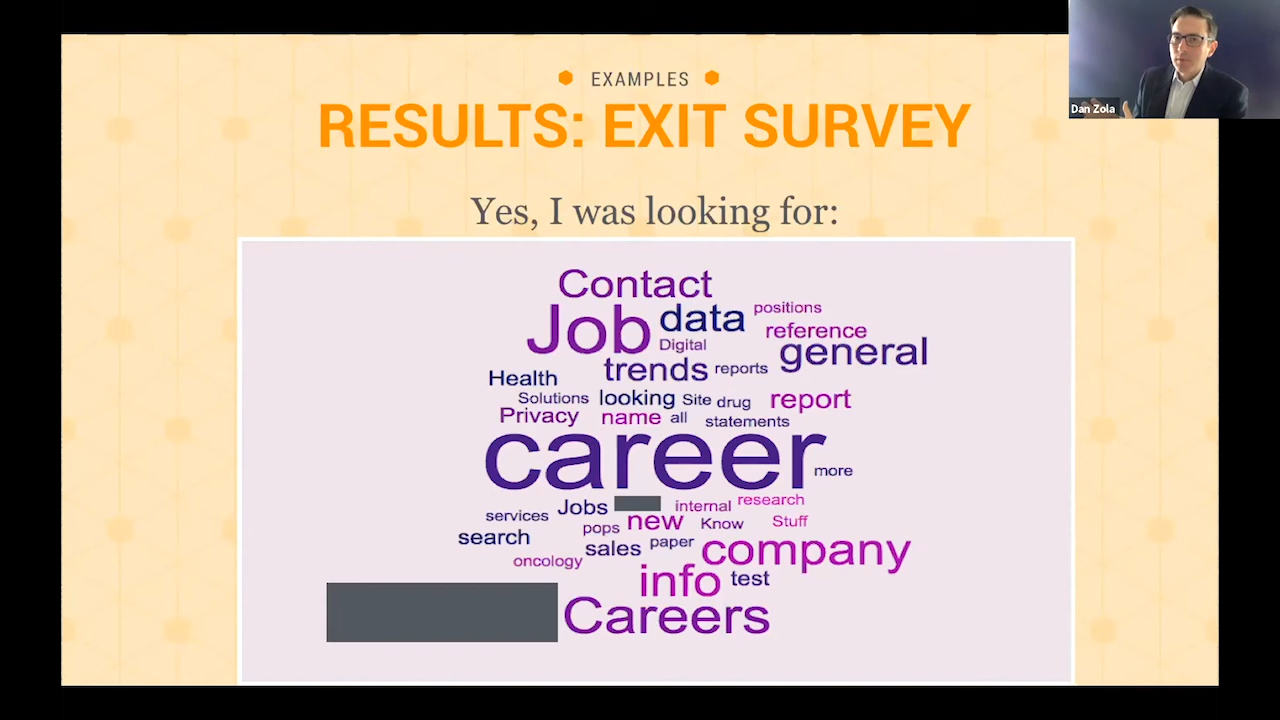 EXAMPLES
RESULTS: EXIT SURVEY
Dan Zola
Yes, I was looking for:
Contact
positions
Job data
reference
Digital
general
trends reports
Health
Solutions looking Site drug report
Privacy name all statements
career
more
Jobs internal research
services pops new Know Stuff
search
sales paper company
oncology
info test
Careers